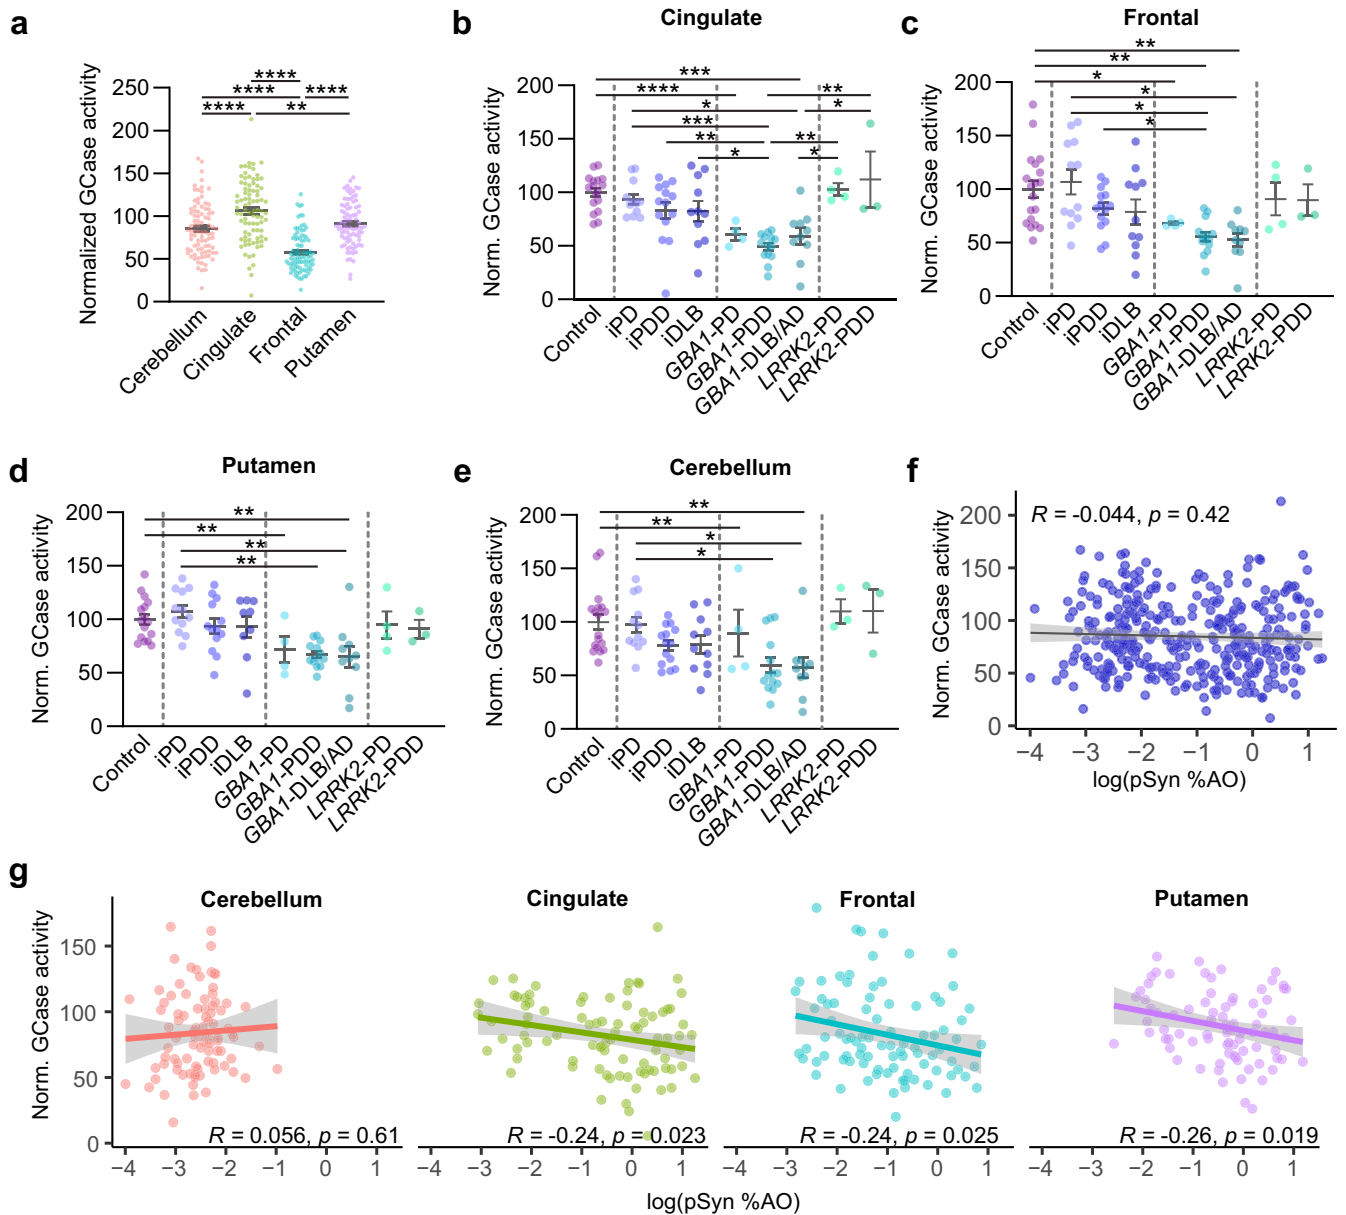 a
Normalized GCase activity
250
200
150
100
50
0
****
**** ****
**** **
Cerebellum
Cingulate
Frontal
Putamen
b
Cingulate
Norm. GCase activity
200
150
100
50
0
***
**** **
* *
***
** **
* *
Control
iPD
iPDD
iDLB
GBA1-PD
GBA1-PDD
GBA1-DLB/AD
LRRK2-PD
LRRK2-PDD
c
Frontal
Norm. GCase activity
200
150
100
50
0
**
**
*
*
*
*
Control
iPD
iPDD
iDLB
GBA1-PD
GBA1-PDD
GBA1-DLB/AD
LRRK2-PD
LRRK2-PDD
d
Putamen
Norm. GCase activity
200
150
100
50
0
**
**
**
**
Control
iPD
iPDD
iDLB
GBA1-PD
GBA1-PDD
GBA1-DLB/AD
LRRK2-PD
LRRK2-PDD
e
Cerebellum
Norm. GCase activity
200
150
100
50
0
**
**
*
*
Control
iPD
iPDD
iDLB
GBA1-PD
GBA1-PDD
GBA1-DLB/AD
LRRK2-PD
LRRK2-PDD
f
Norm. GCase activity
200
150
100
50
0
R = -0.044, p = 0.42
−4 −3 −2 −1 0 1
log(pSyn %AO)
g
Norm. GCase activity
150
100
50
0
Cerebellum
R = 0.056, p = 0.61
−4 −3 −2 −1 0 1
Cingulate
R = -0.24, p = 0.023
−4 −3 −2 −1 0 1
Frontal
R = -0.24, p = 0.025
−4 −3 −2 −1 0 1
Putamen
R = -0.26, p = 0.019
−4 −3 −2 −1 0 1
log(pSyn %AO)